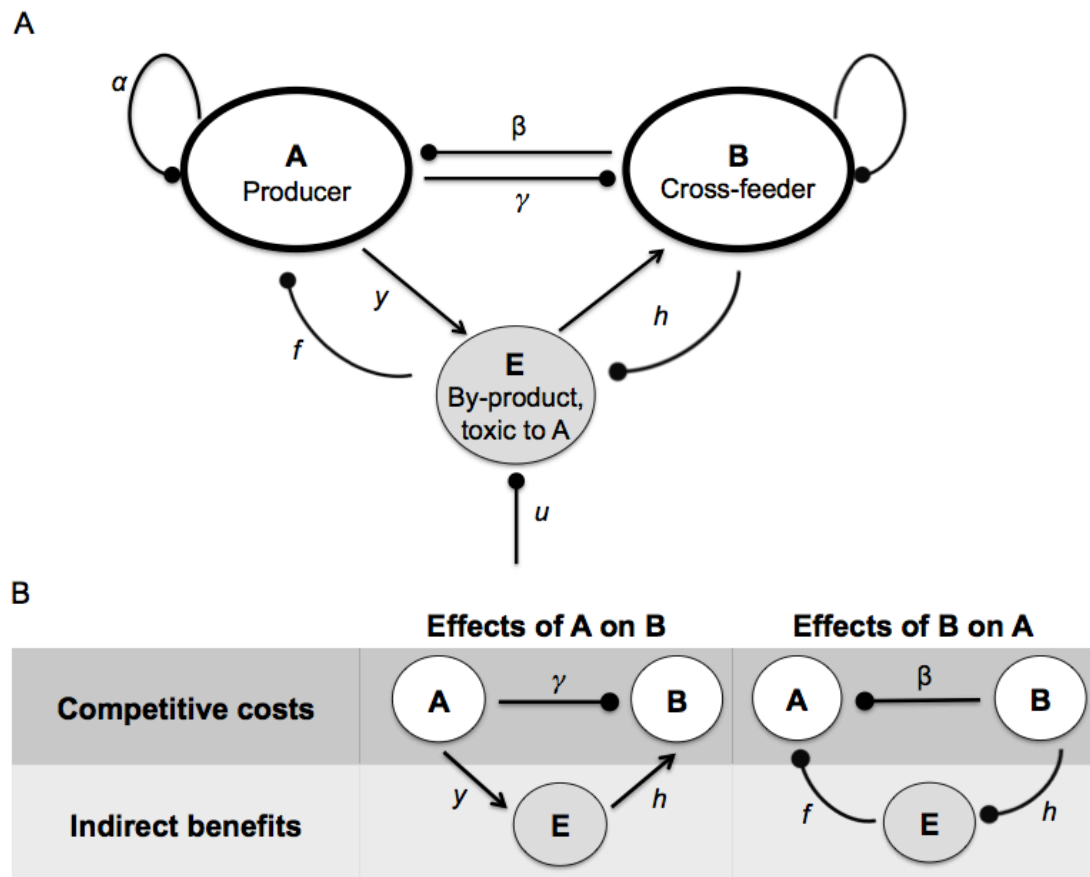 A
α
A
Producer
β
γ
B
Cross-feeder
y
f
h
E
By-product,
toxic to A
u
B
Effects of A on B
Effects of B on A
Competitive costs
A
γ
B
A
β
B
Indirect benefits
y
E
h
f
E
h